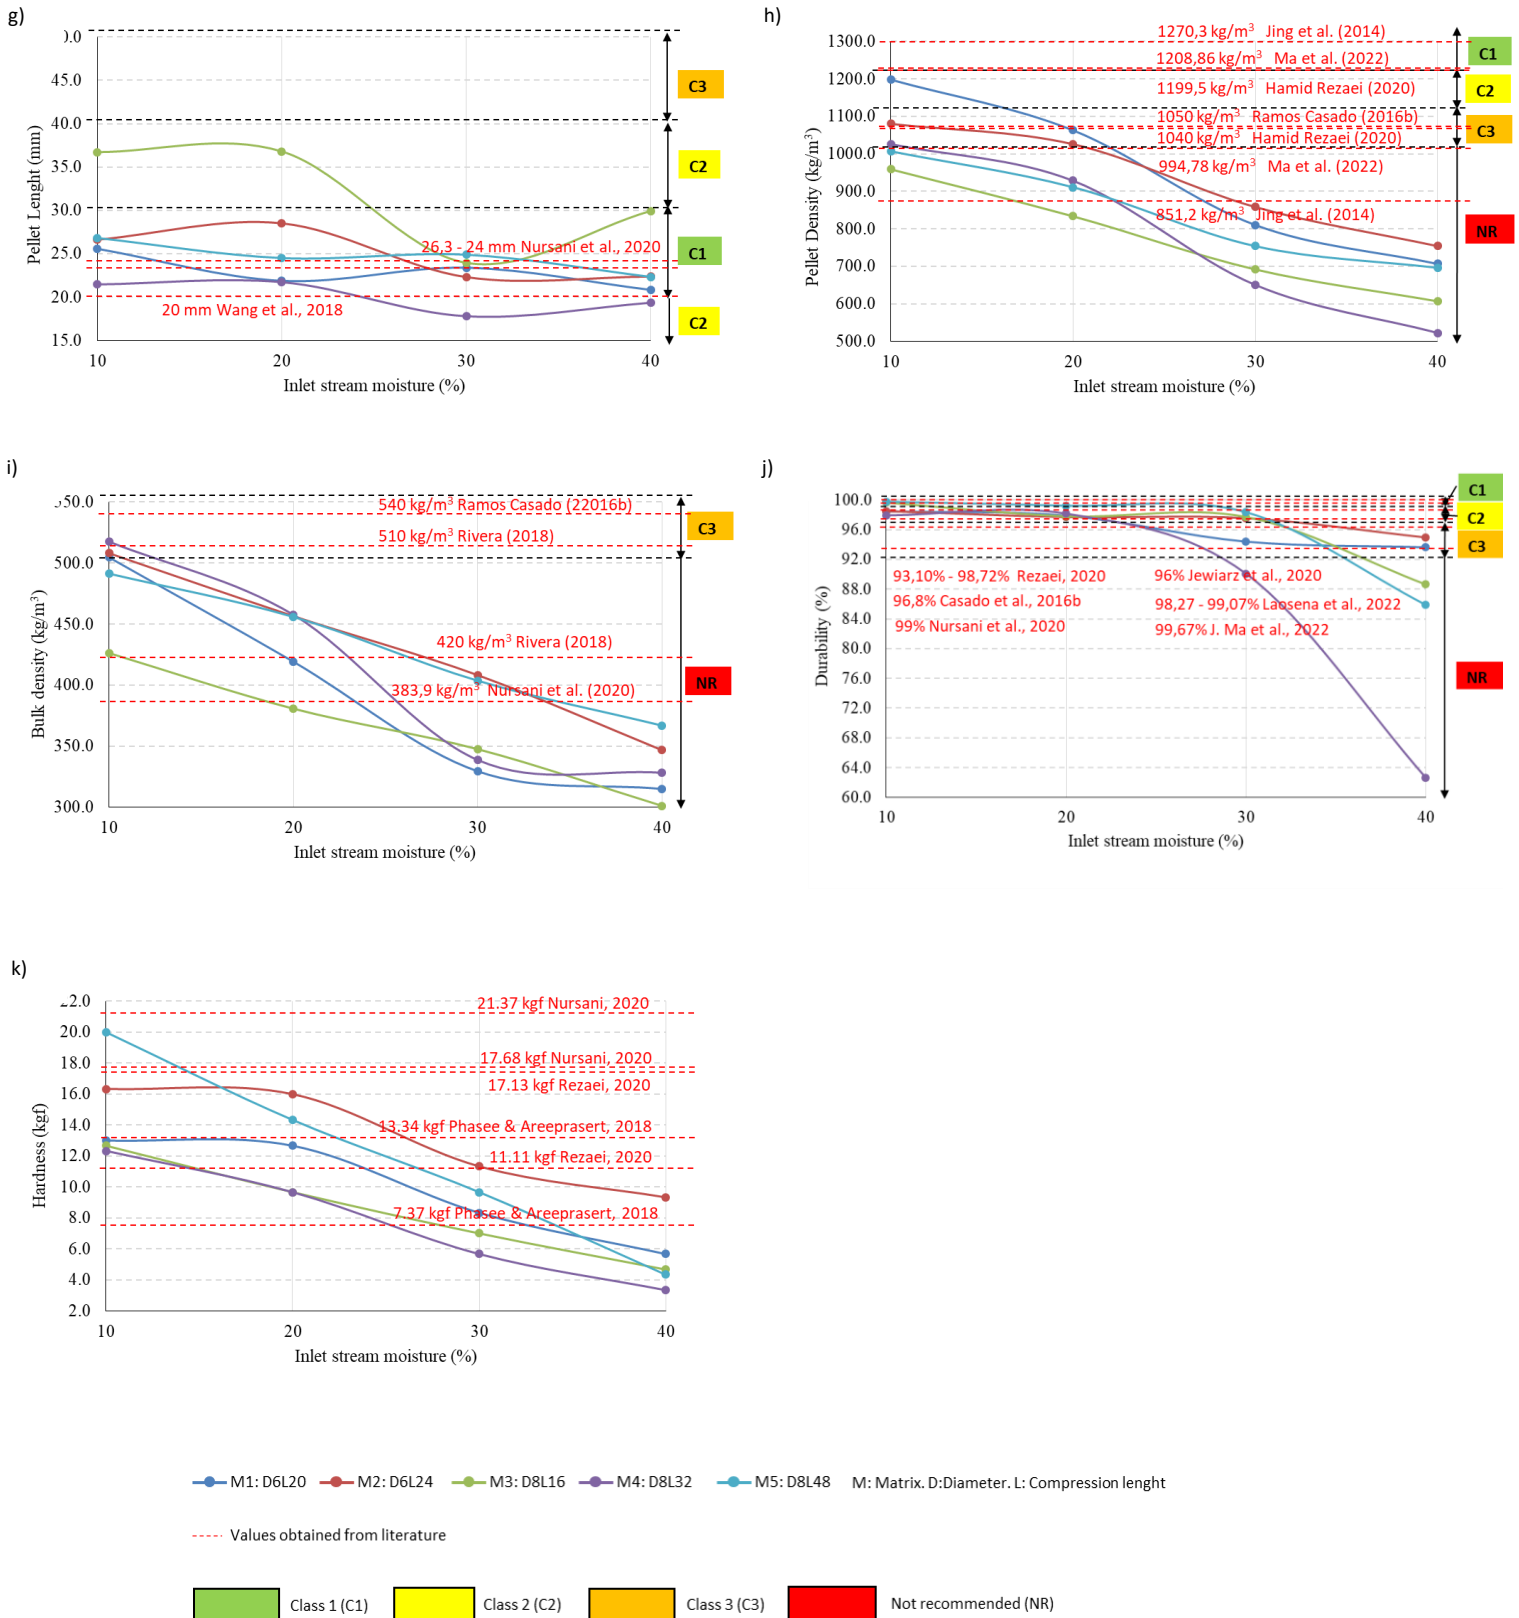 g)
0.0
45.0
40.0
35.0
30.0
25.0
20.0
15.0
Pellet Lenght (mm)
10 20 30 40
Inlet stream moisture (%)
26,3 - 24 mm Nursani et al., 2020
20 mm Wang et al., 2018
C3
C2
C1
C2
h)
1300.0
1200.0
1100.0
1000.0
900.0
800.0
700.0
600.0
500.0
Pellet Density (kg/m³)
10 20 30 40
Inlet stream moisture (%)
1270,3 kg/m³ Jing et al. (2014)
1208,86 kg/m³ Ma et al. (2022)
1199,5 kg/m³ Hamid Rezaei (2020)
1050 kg/m³ Ramos Casado (2016b)
1040 kg/m³ Hamid Rezaei (2020)
994,78 kg/m³ Ma et al. (2022)
851,2 kg/m³ Jing et al. (2014)
C1
C2
C3
NR
i)
50.0
500.0
450.0
400.0
350.0
300.0
Bulk density (kg/m³)
10 20 30 40
Inlet stream moisture (%)
540 kg/m³ Ramos Casado (22016b)
510 kg/m³ Rivera (2018)
420 kg/m³ Rivera (2018)
383,9 kg/m³ Nursani et al. (2020)
C3
NR
j)
100.0
96.0
92.0
88.0
84.0
80.0
76.0
72.0
68.0
64.0
60.0
Durability (%)
10 20 30 40
Inlet stream moisture (%)
93,10% - 98,72% Rezaei, 2020
96,8% Casado et al., 2016b
99% Nursani et al., 2020
96% Jewiarz et al., 2020
98,27 - 99,07% Laosena et al., 2022
99,67% J. Ma et al., 2022
C1
C2
C3
NR
k)
2.0
20.0
18.0
16.0
14.0
12.0
10.0
8.0
6.0
4.0
2.0
Hardness (kgf)
10 20 30 40
Inlet stream moisture (%)
21.37 kgf Nursani, 2020
17.68 kgf Nursani, 2020
17.13 kgf Rezaei, 2020
13.34 kgf Phasee & Areeprasert, 2018
11.11 kgf Rezaei, 2020
7.37 kgf Phasee & Areeprasert, 2018
M1: D6L20 M2: D6L24 M3: D8L16 M4: D8L32 M5: D8L48 M: Matrix. D:Diameter. L: Compression lenght
Values obtained from literature
Class 1 (C1) Class 2 (C2) Class 3 (C3) Not recommended (NR)